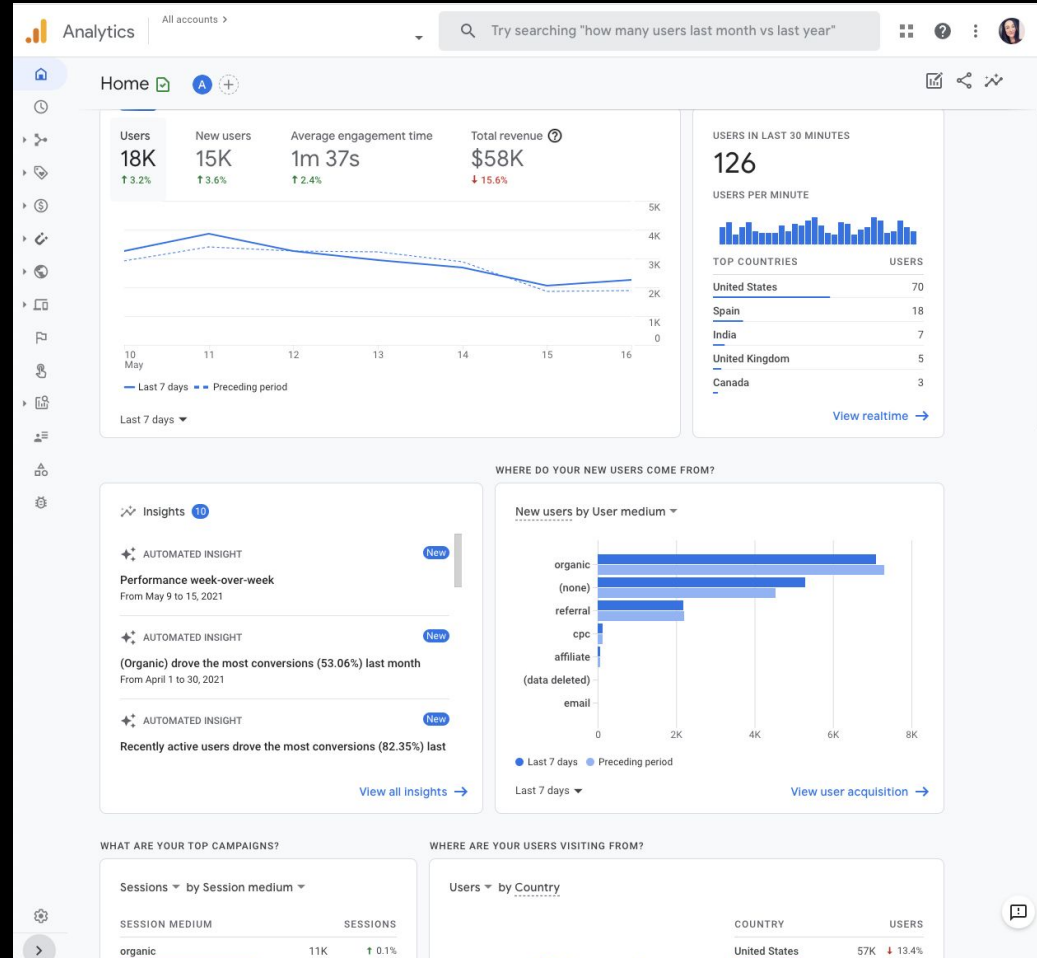 Analytics
All accounts >
Try searching "how many users last month vs last year"
Home
A
Users
18K
↑ 3.2%
New users
15K
↑ 3.6%
Average engagement time
1m 37s
↑ 2.4%
Total revenue
$58K
↓ 15.6%
5K
4K
3K
2K
1K
0
10
May
11
12
13
14
15
16
Last 7 days
Preceding period
Last 7 days
USERS IN LAST 30 MINUTES
126
USERS PER MINUTE
TOP COUNTRIES USERS
United States 70
Spain 18
India 7
United Kingdom 5
Canada 3
View realtime →
Insights 10
AUTOMATED INSIGHT New
Performance week-over-week
From May 9 to 15, 2021
AUTOMATED INSIGHT New
(Organic) drove the most conversions (53.06%) last month
From April 1 to 30, 2021
AUTOMATED INSIGHT New
Recently active users drove the most conversions (82.35%) last
View all insights →
WHERE DO YOUR NEW USERS COME FROM?
New users by User medium
organic
(none)
referral
cpc
affiliate
(data deleted)
email
0 2K 4K 6K 8K
Last 7 days Preceding period
Last 7 days
View user acquisition →
WHAT ARE YOUR TOP CAMPAIGNS?
Sessions by Session medium
SESSION MEDIUM SESSIONS
organic 11K ↑ 0.1%
WHERE ARE YOUR USERS VISITING FROM?
Users by Country
COUNTRY USERS
United States 57K ↓ 13.4%